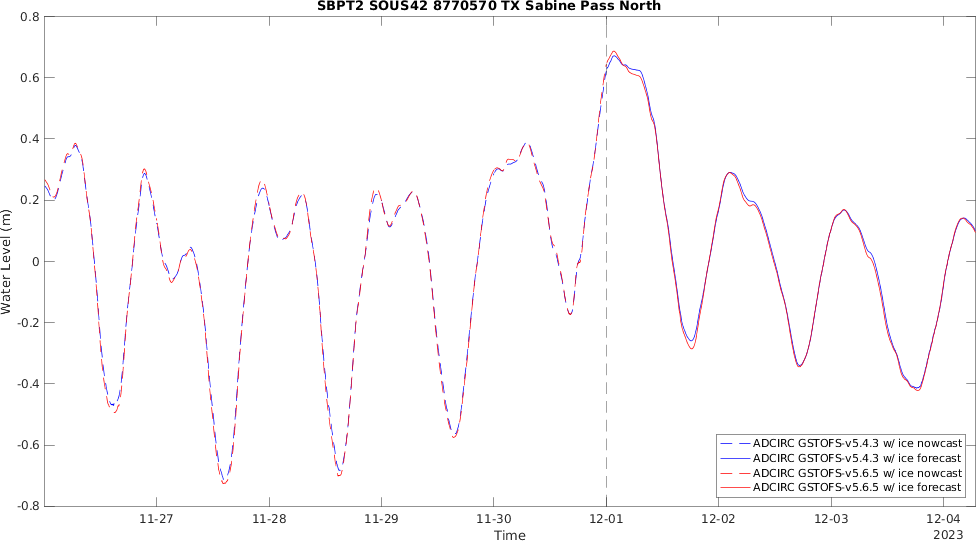 SBPT2 SOUS42 8770570 TX Sabine Pass North
Water Level (m)
0.8
0.6
0.4
0.2
0
-0.2
-0.4
-0.6
-0.8
ADCIRC GSTOFS-v5.4.3 w/ ice nowcast
ADCIRC GSTOFS-v5.4.3 w/ ice forecast
ADCIRC GSTOFS-v5.6.5 w/ ice nowcast
ADCIRC GSTOFS-v5.6.5 w/ ice forecast
11-27 11-28 11-29 11-30 12-01 12-02 12-03 12-04
Time
2023